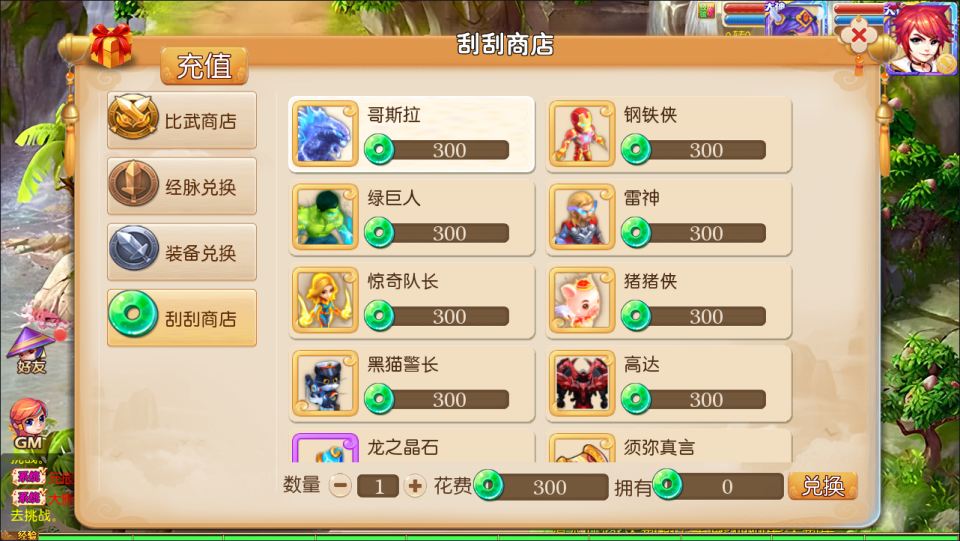 刮刮商店
充值
比武商店
经脉兑换
装备兑换
刮刮商店
哥斯拉
300
钢铁侠
300
绿巨人
300
雷神
300
惊奇队长
300
猪猪侠
300
黑猫警长
300
高达
300
龙之晶石
须弥真言
数量 1 花费 300 拥有 0 兑换
好友
GM
系统
系统
去挑战。
经验